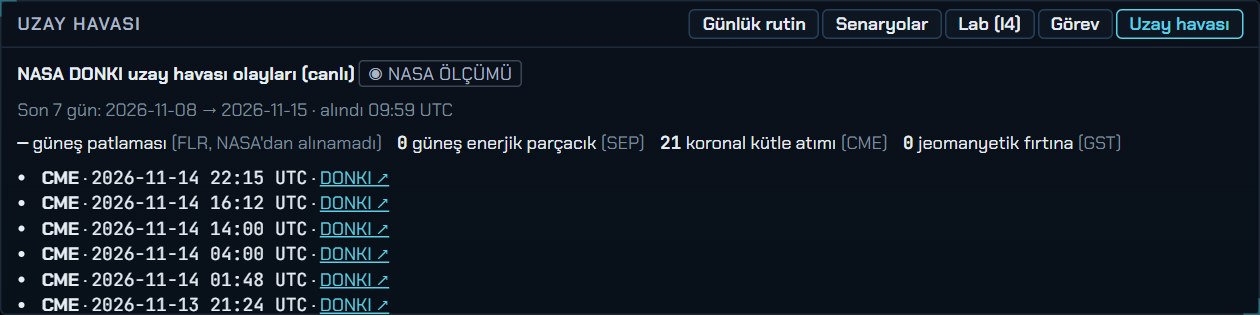 UZAY HAVASI Günlük rutin Senaryolar Lab (I4) Görev Uzay havası
NASA DONKI uzay havası olayları (canlı) ◉ NASA ÖLÇÜMÜ
Son 7 gün: 2026-11-08 → 2026-11-15 · alındı 09:59 UTC
— güneş patlaması (FLR, NASA'dan alınamadı) 0 güneş enerjik parçacık (SEP) 21 koronal kütle atımı (CME) 0 jeomanyetik fırtına (GST)
• CME · 2026-11-14 22:15 UTC · DONKI ↗
• CME · 2026-11-14 16:12 UTC · DONKI ↗
• CME · 2026-11-14 14:00 UTC · DONKI ↗
• CME · 2026-11-14 04:00 UTC · DONKI ↗
• CME · 2026-11-14 01:48 UTC · DONKI ↗
• CME · 2026-11-13 21:24 UTC · DONKI ↗